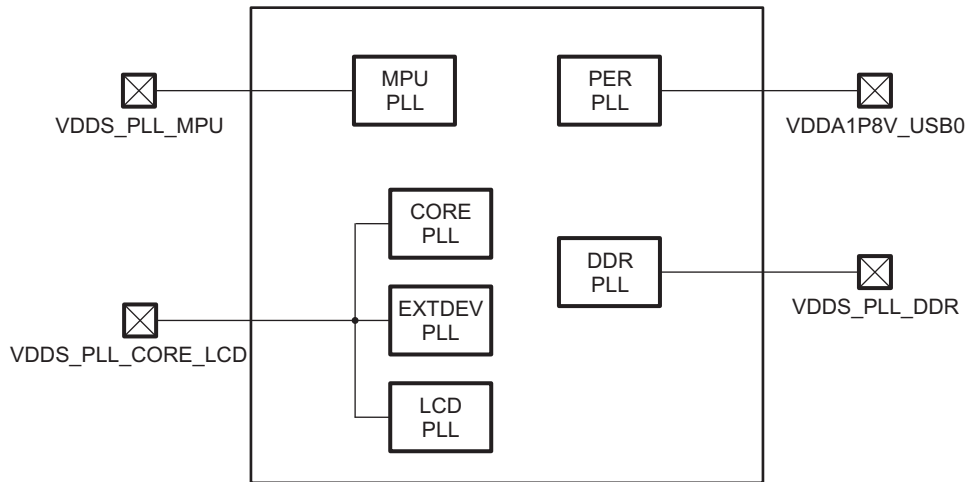 MPU
PLL
PER
PLL
VDDS_PLL_MPU
VDDA1P8V_USB0
CORE
PLL
DDR
PLL
EXTDEV
PLL
VDDS_PLL_DDR
VDDS_PLL_CORE_LCD
LCD
PLL